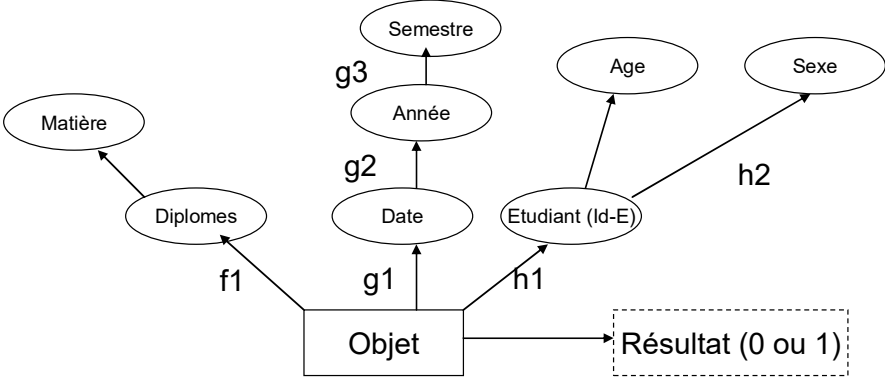 Semestre
g3
Age
Sexe
Matière
Année
g2
h2
Diplomes
Date
Etudiant (Id-E)
f1
g1
h1
Objet
Résultat (0 ou 1)